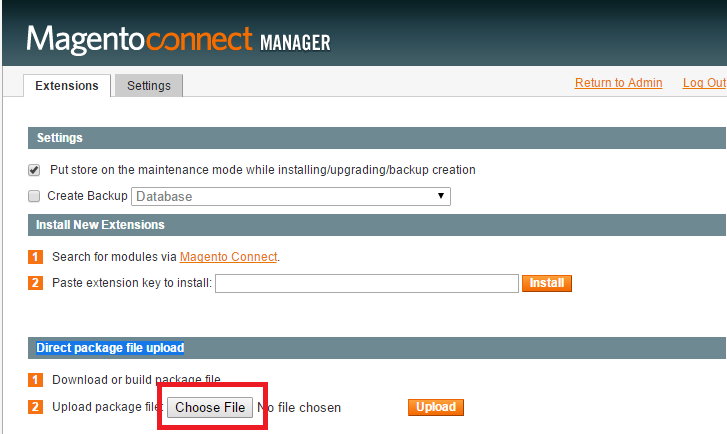 Magentoconnect MANAGER
Extensions Settings Return to Admin Log Out
Settings
Put store on the maintenance mode while installing/upgrading/backup creation
Create Backup Database
Install New Extensions
1 Search for modules via Magento Connect.
2 Paste extension key to install: Install
Direct package file upload
1 Download or build package file
2 Upload package file: Choose File No file chosen Upload